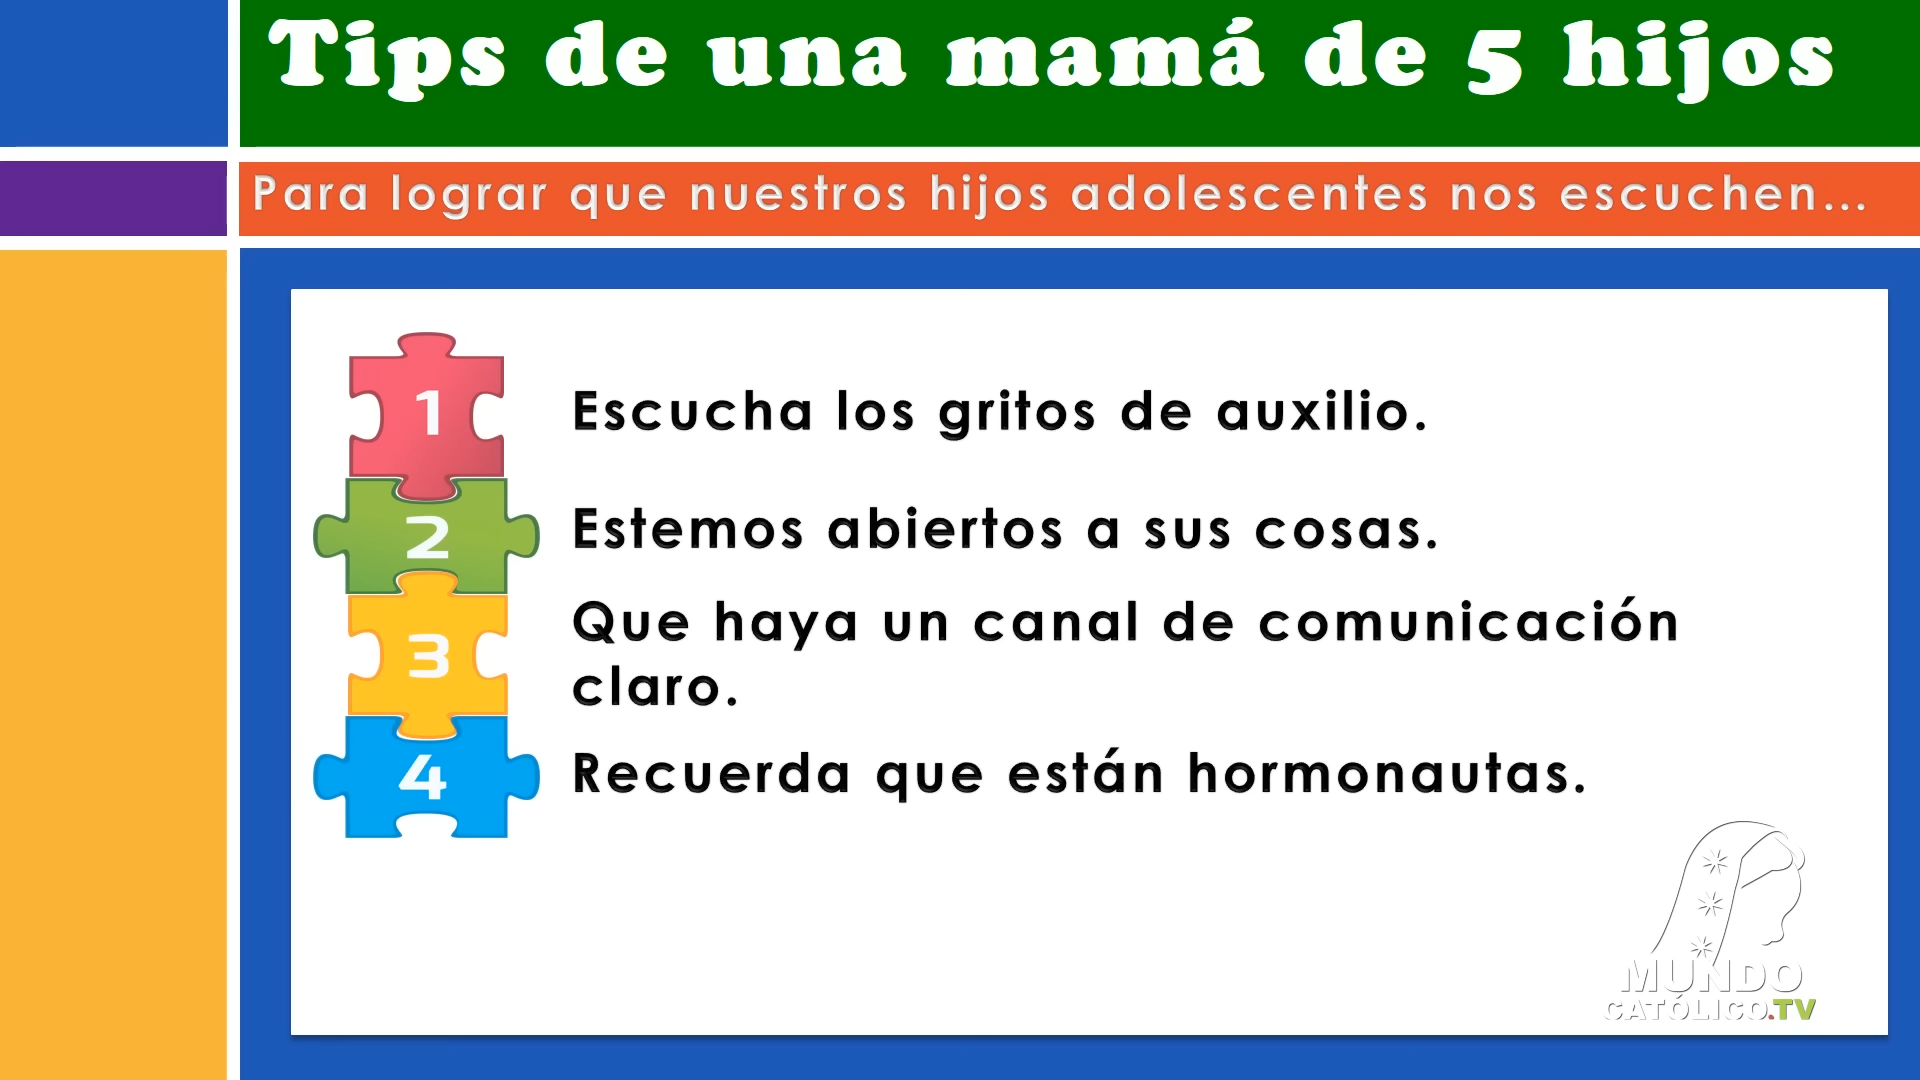 Tips de una mamá de 5 hijos
Para lograr que nuestros hijos adolescentes nos escuchen...
1
Escucha los gritos de auxilio.
2
Estemos abiertos a sus cosas.
3
Que haya un canal de comunicación
claro.
4
Recuerda que están hormonautas.
MUNDO
CATÓLICO.TV